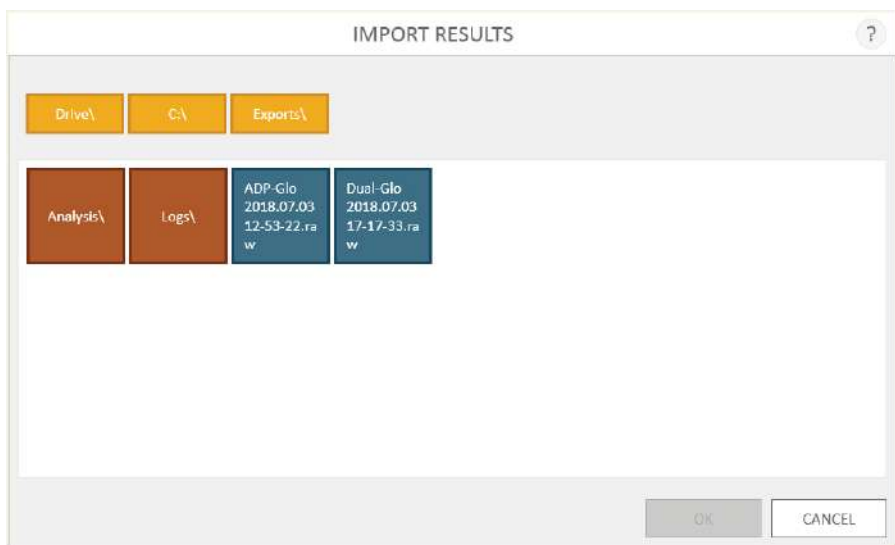 IMPORT RESULTS
?
Drive\
C:\
Exports\
Analysis\
Logs\
ADP-Glo
2018.07.03
12-53-22.ra
w
Dual-Glo
2018.07.03
17-17-33.ra
w
OK
CANCEL